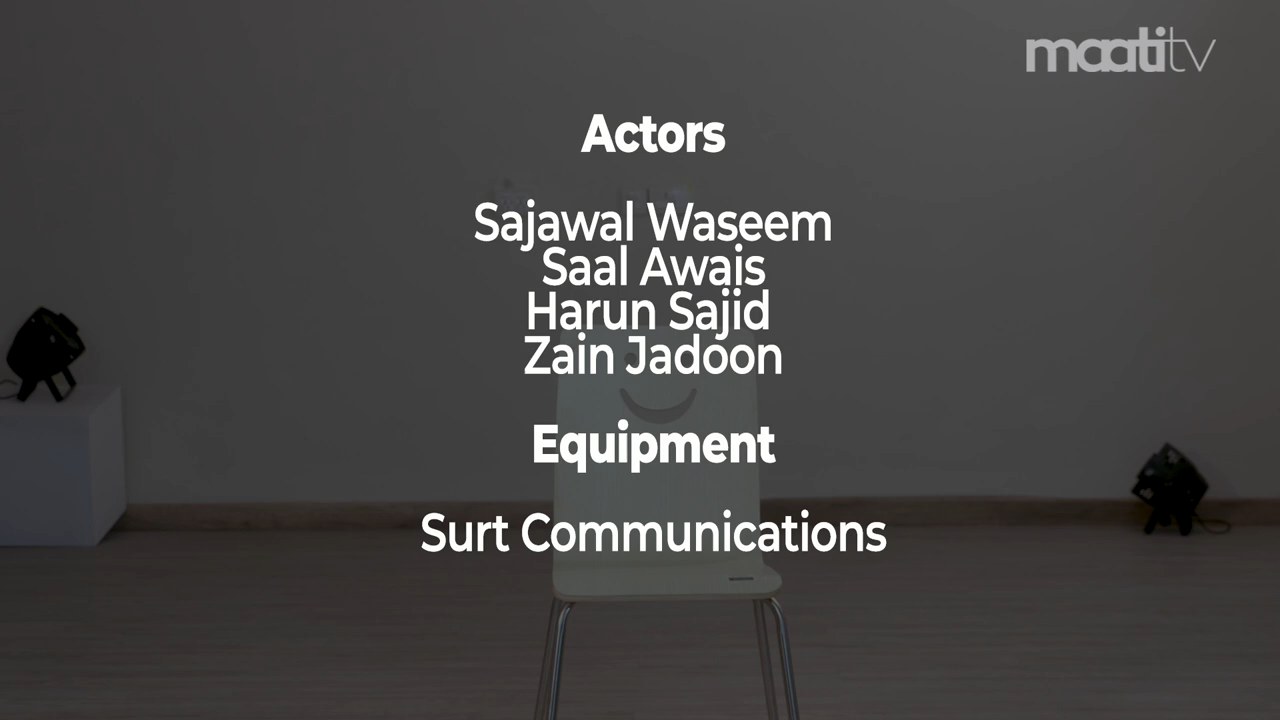 maatitv
Actors
Sajawal Waseem
Saal Awais
Harun Sajid
Zain Jadoon
Equipment
Surt Communications